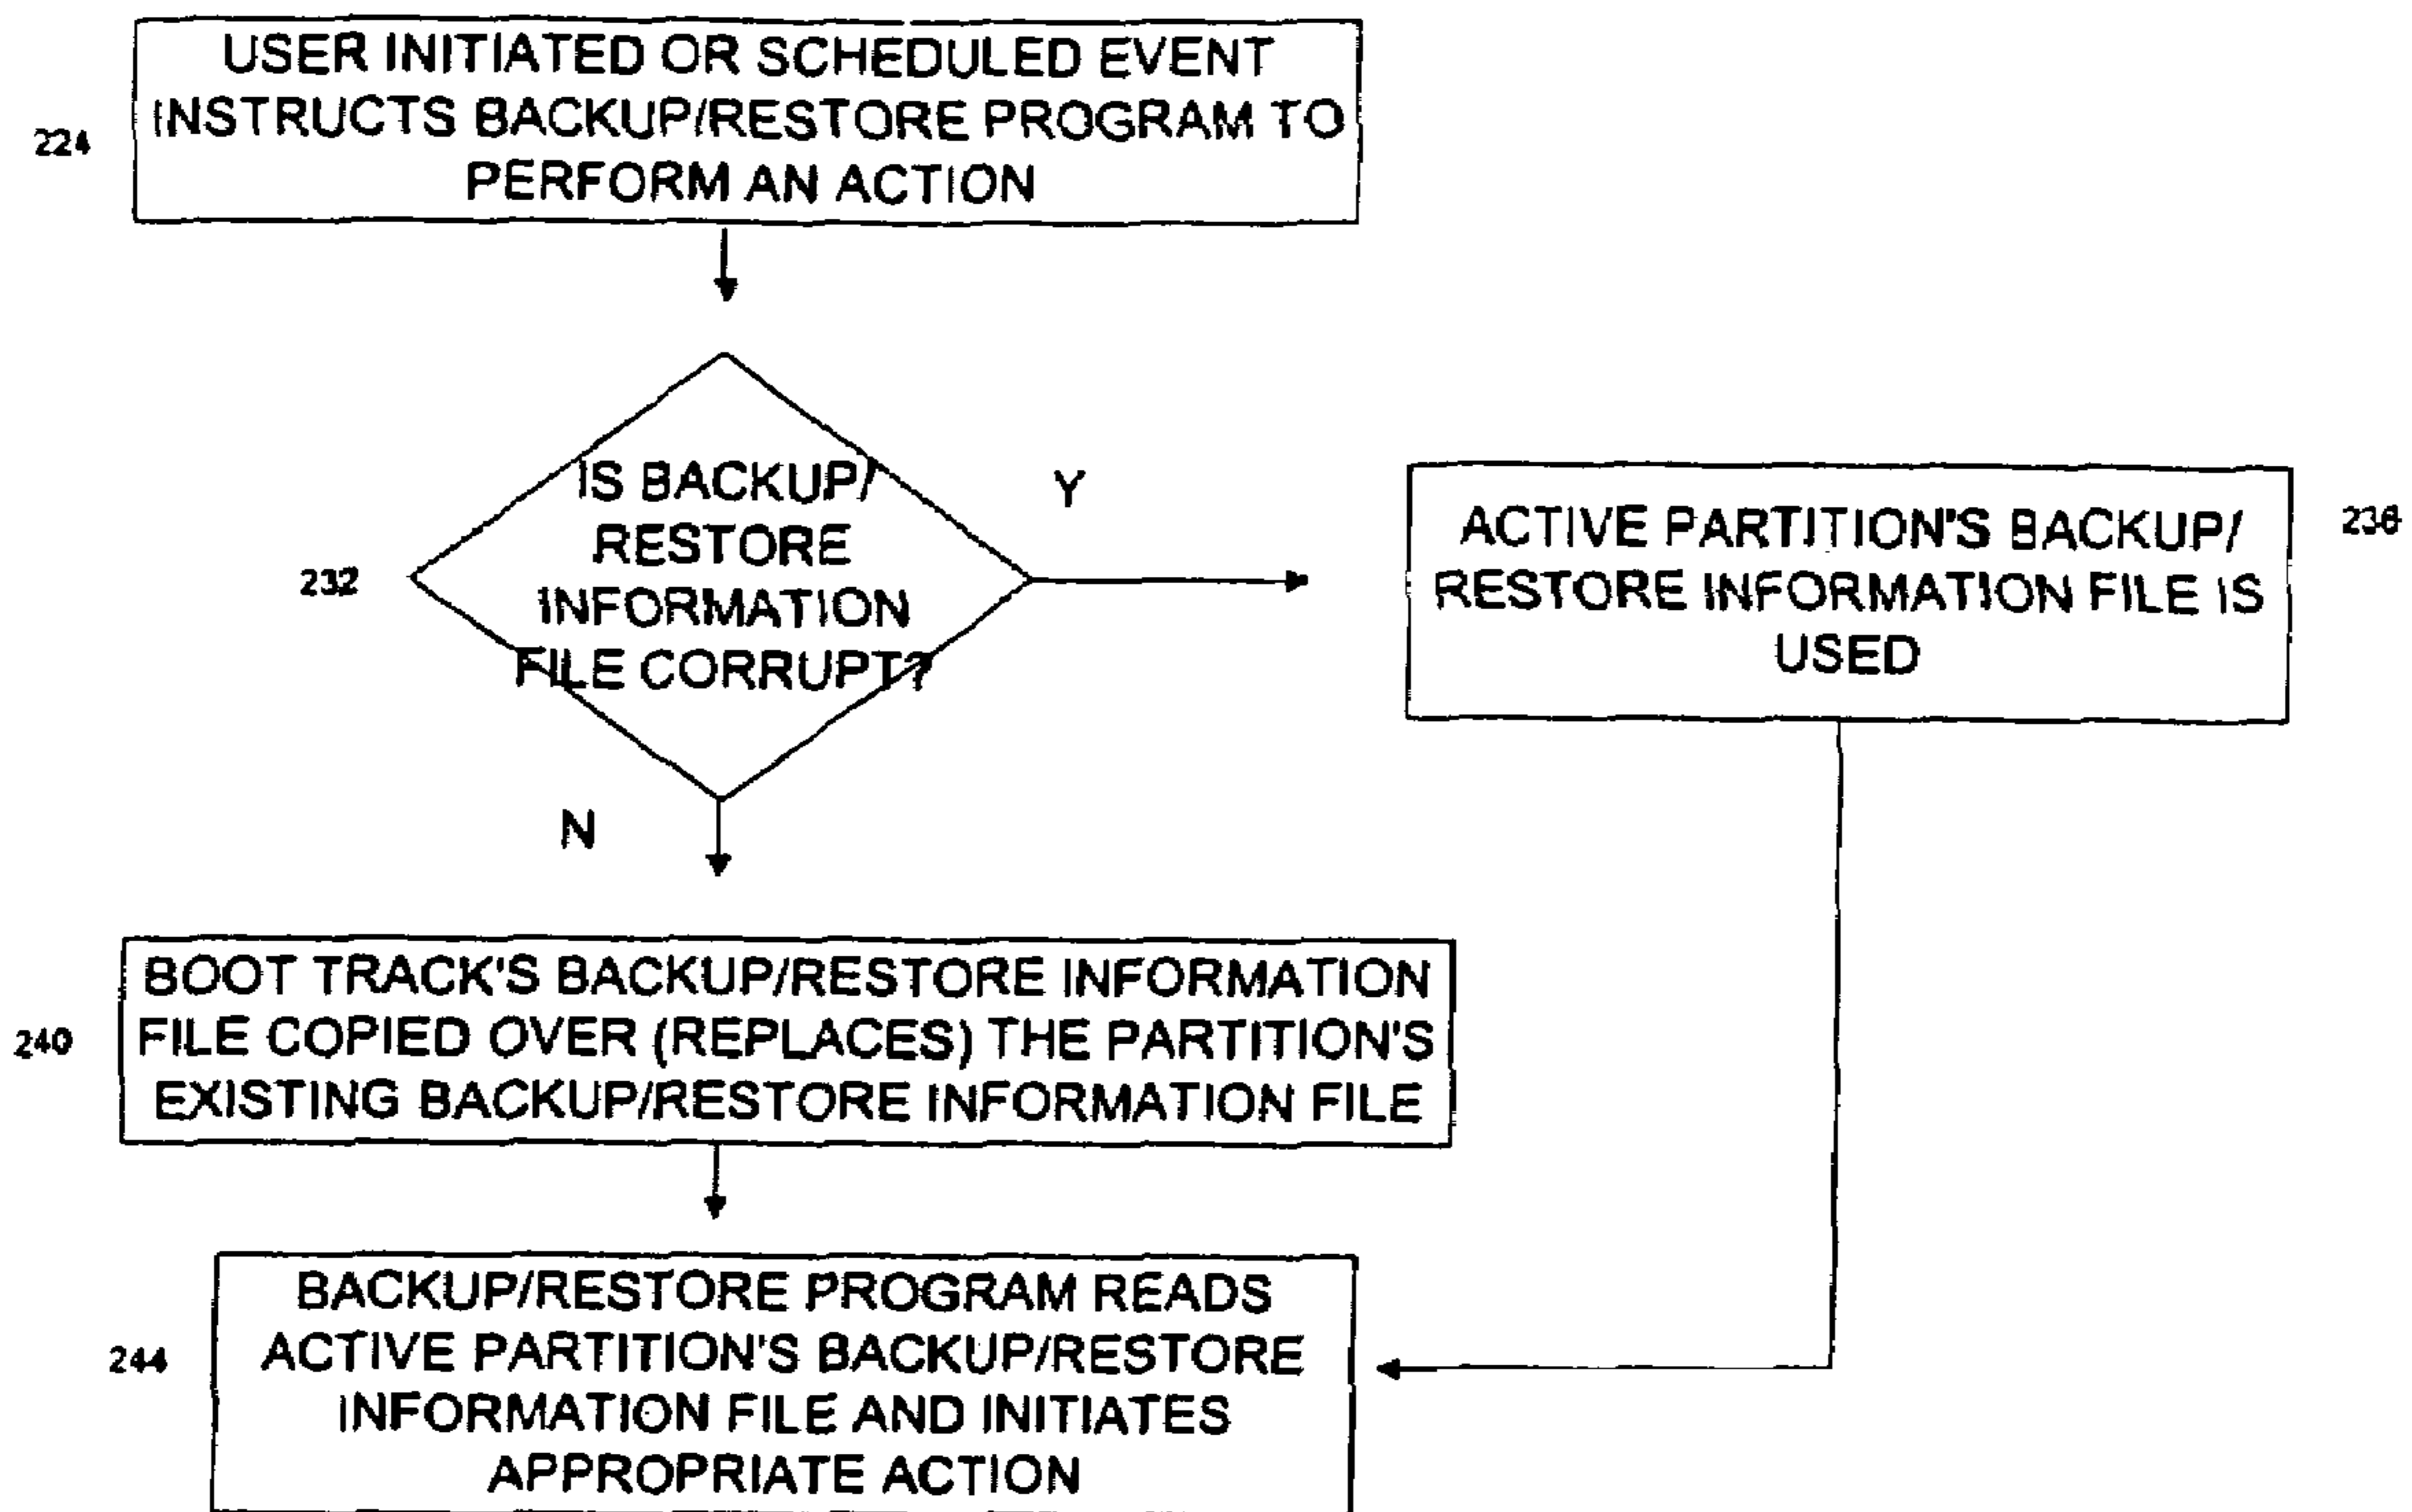 USER INITIATED OR SCHEDULED EVENT
INSTRUCTS BACKUP/RESTORE PROGRAM TO
PERFORM AN ACTION
224
IS BACKUP/
RESTORE
INFORMATION
FILE CORRUPT?
232
Y
ACTIVE PARTITION'S BACKUP/
RESTORE INFORMATION FILE IS
USED
236
N
BOOT TRACK'S BACKUP/RESTORE INFORMATION
FILE COPIED OVER (REPLACES) THE PARTITION'S
EXISTING BACKUP/RESTORE INFORMATION FILE
240
BACKUP/RESTORE PROGRAM READS
ACTIVE PARTITION'S BACKUP/RESTORE
INFORMATION FILE AND INITIATES
APPROPRIATE ACTION
244